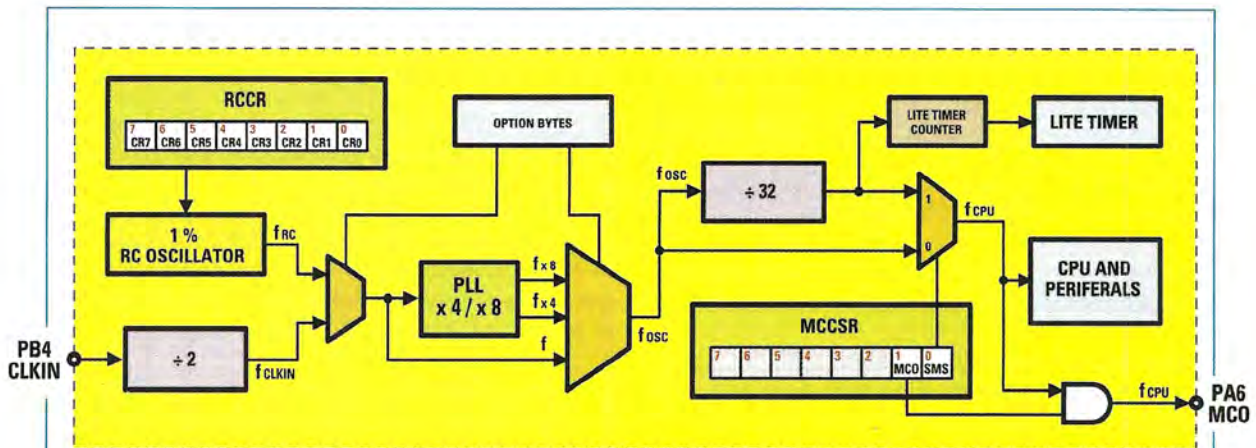 RCCR
7 6 5 4 3 2 1 0
CR7 CR6 CR5 CR4 CR3 CR2 CR1 CR0
1 %
RC OSCILLATOR
fRC
PB4
CLKIN
÷ 2
fCLKIN
OPTION BYTES
PLL
x 4 / x 8
fx8
fx4
f
fOSC
fOSC
÷ 32
LITE TIMER
COUNTER
LITE TIMER
1
0
fCPU
CPU AND
PERIFERALS
MCCSR
7 6 5 4 3 2 1 0
MCO SMS
fCPU
PA6
MCO